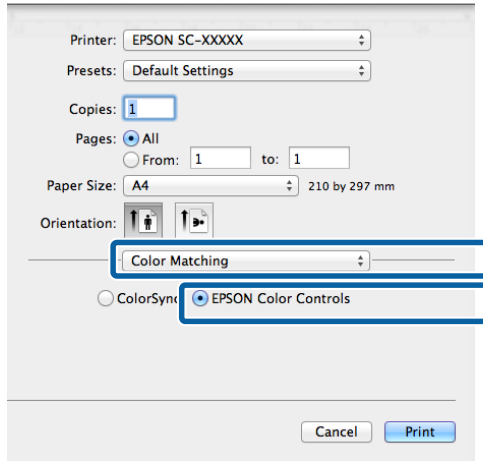 Printer: EPSON SC-XXXXX
Presets: Default Settings
Copies: 1
Pages: All
From: 1 to: 1
Paper Size: A4 210 by 297 mm
Orientation:
Color Matching
ColorSync EPSON Color Controls
Cancel Print